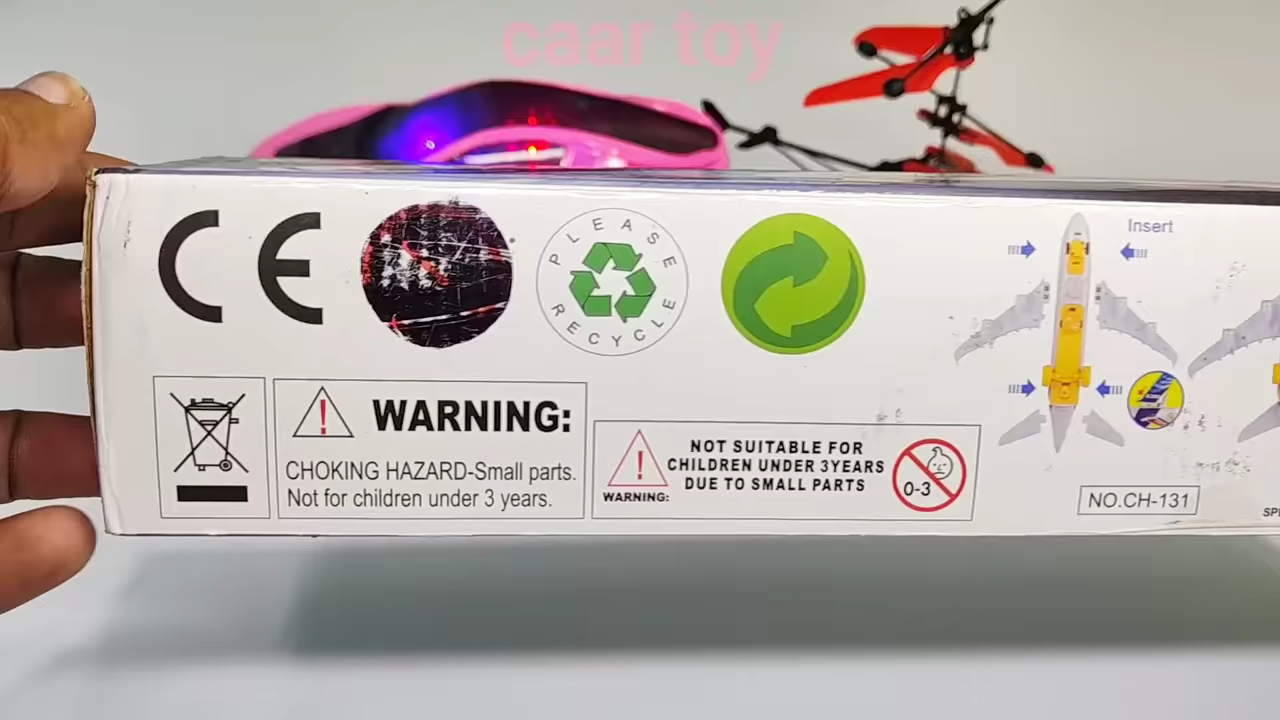 caar toy
CE
PLEASE
RECYCLE
Insert
WARNING:
CHOKING HAZARD-Small parts.
Not for children under 3 years.
WARNING:
NOT SUITABLE FOR
CHILDREN UNDER 3YEARS
DUE TO SMALL PARTS
0-3
NO.CH-131